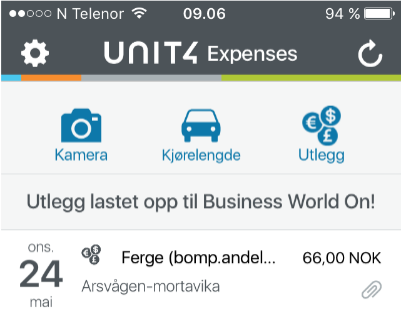 N Telenor 09.06 94 %
UNIT4 Expenses
Kamera Kjørelengde Utlegg
Utlegg lastet opp til Business World On!
ons. Ferge (bomp.andel... 66,00 NOK
24 Arsvågen-mortavika
mai